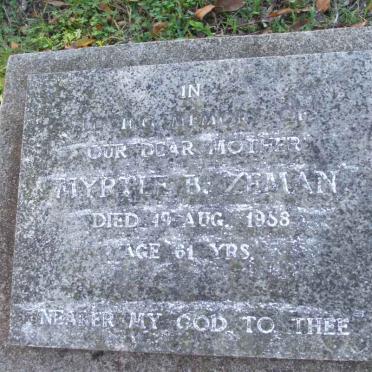 IN
LOVING MEMORY OF
OUR DEAR MOTHER
MYRTLE B. ZEMAN
DIED 19 AUG. 1958
AGE 61 YRS.
NEARER MY GOD TO THEE